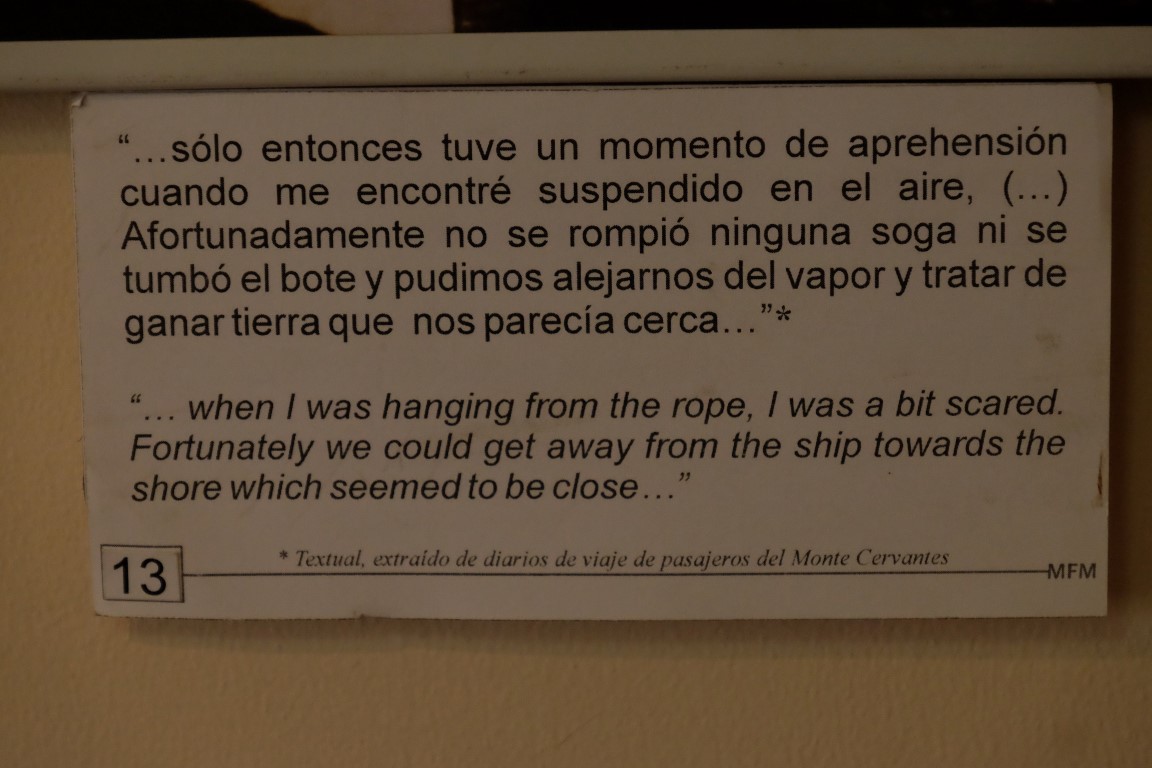 “…sólo entonces tuve un momento de aprehensión
cuando me encontré suspendido en el aire, (…)
Afortunadamente no se rompió ninguna soga ni se
tumbó el bote y pudimos alejarnos del vapor y tratar de
ganar tierra que nos parecía cerca…”*
“… when I was hanging from the rope, I was a bit scared.
Fortunately we could get away from the ship towards the
shore which seemed to be close…”
* Textual, extraído de diarios de viaje de pasajeros del Monte Cervantes
13
MFM